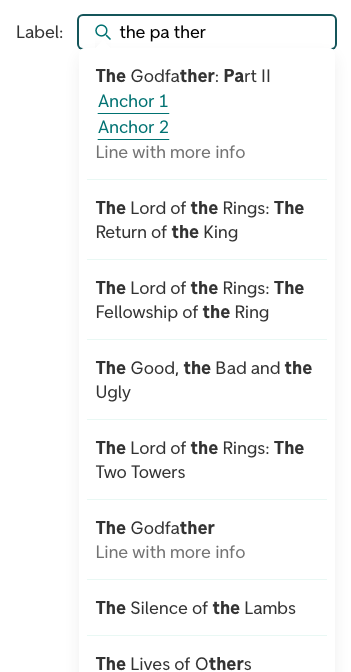 Label: the pa ther
The Godfather: Part II
Anchor 1
Anchor 2
Line with more info
The Lord of the Rings: The
Return of the King
The Lord of the Rings: The
Fellowship of the Ring
The Good, the Bad and the
Ugly
The Lord of the Rings: The
Two Towers
The Godfather
Line with more info
The Silence of the Lambs
The Lives of Others